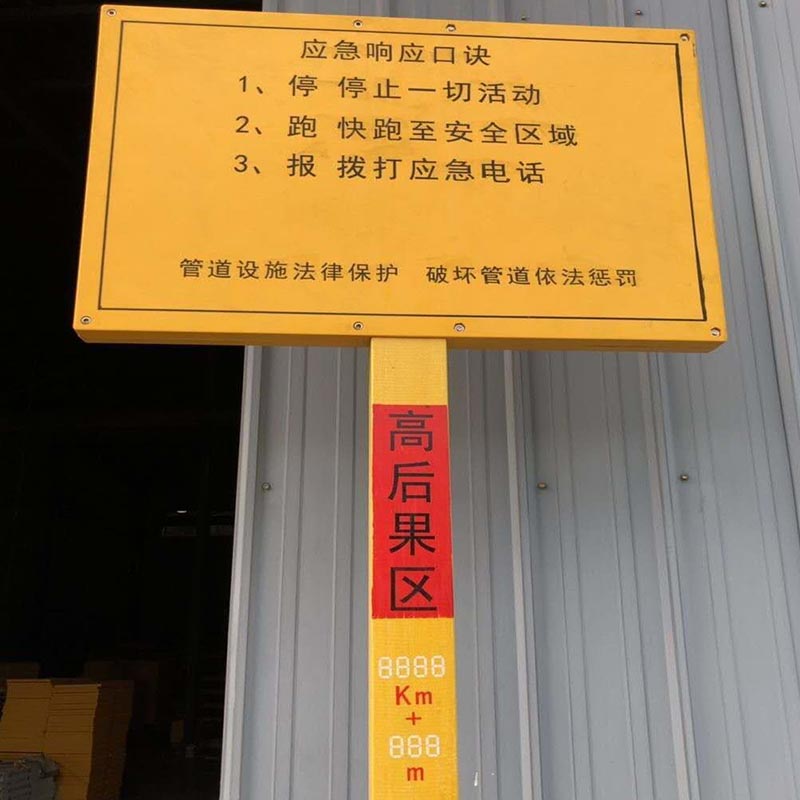 应急响应口诀
1、停 停止一切活动
2、跑 快跑至安全区域
3、报 拨打应急电话
管道设施法律保护 破坏管道依法惩罚
高后果区
8888
Km
+
888
m